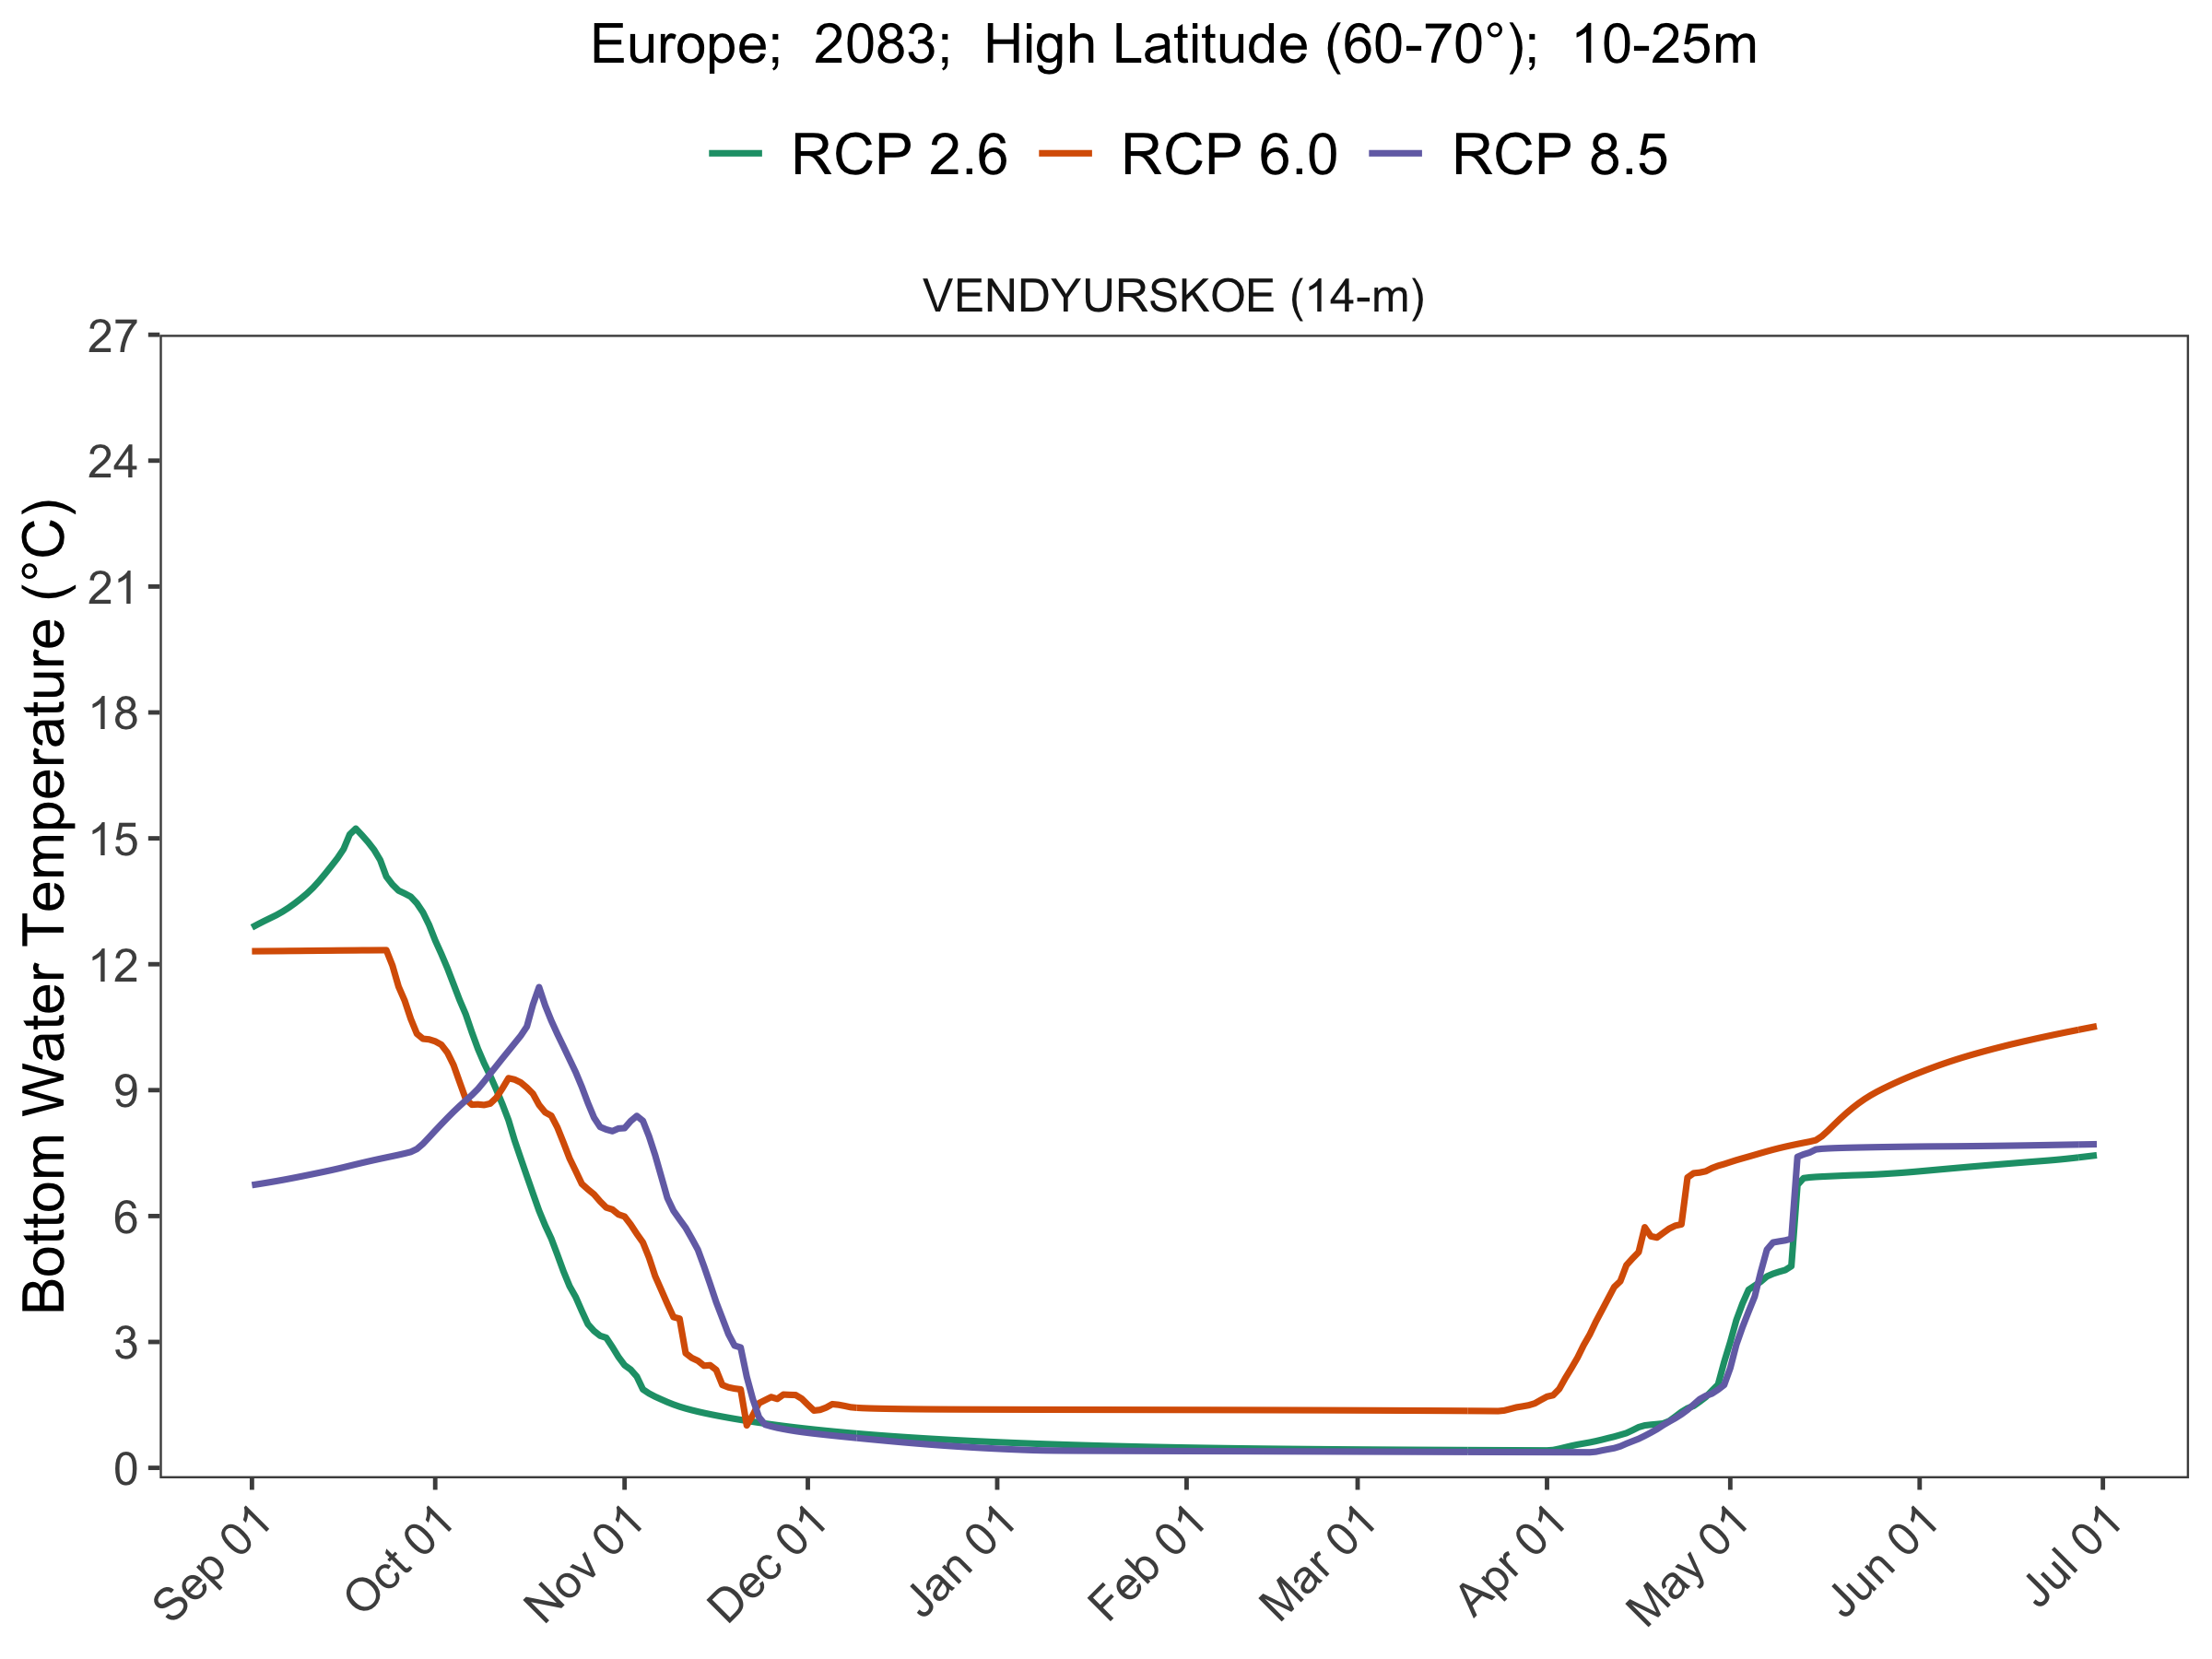 Europe; 2083; High Latitude (60-70°); 10-25m
RCP 2.6 RCP 6.0 RCP 8.5
VENDYURSKOE (14-m)
Bottom Water Temperature (°C)
27
24
21
18
15
12
9
6
3
0
Sep 01 Oct 01 Nov 01 Dec 01 Jan 01 Feb 01 Mar 01 Apr 01 May 01 Jun 01 Jul 01